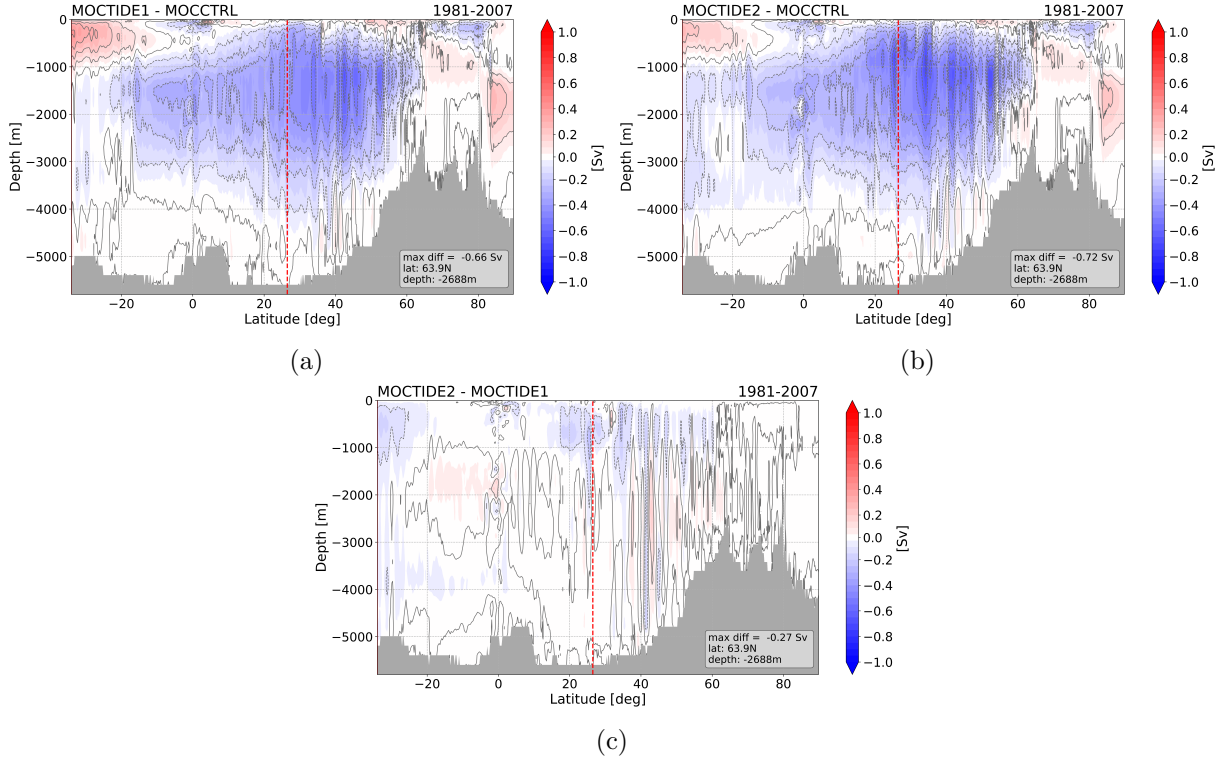 MOCTIDE1 - MOCCTRL 1981-2007
0
−1000
−2000
−3000
−4000
−5000
Depth [m]
−20 0 20 40 60 80
Latitude [deg]
max diff = -0.66 Sv
lat: 63.9N
depth: -2688m
1.0
0.8
0.6
0.4
0.2
0.0
−0.2
−0.4
−0.6
−0.8
−1.0
[Sv]
(a)
MOCTIDE2 - MOCCTRL 1981-2007
0
−1000
−2000
−3000
−4000
−5000
Depth [m]
−20 0 20 40 60 80
Latitude [deg]
max diff = -0.72 Sv
lat: 63.9N
depth: -2688m
1.0
0.8
0.6
0.4
0.2
0.0
−0.2
−0.4
−0.6
−0.8
−1.0
[Sv]
(b)
MOCTIDE2 - MOCTIDE1 1981-2007
0
−1000
−2000
−3000
−4000
−5000
Depth [m]
−20 0 20 40 60 80
Latitude [deg]
max diff = -0.27 Sv
lat: 63.9N
depth: -2688m
1.0
0.8
0.6
0.4
0.2
0.0
−0.2
−0.4
−0.6
−0.8
−1.0
[Sv]
(c)